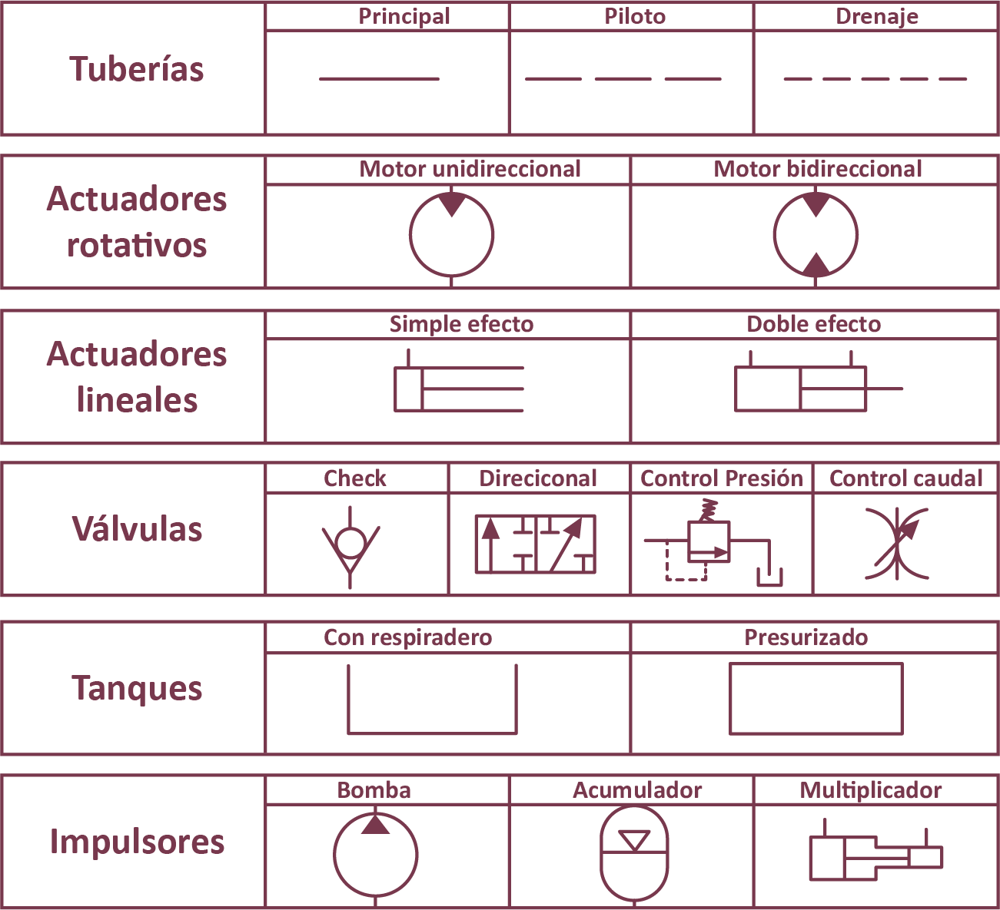 Tuberías
Principal
Piloto
Drenaje
Actuadores
rotativos
Motor unidireccional
Motor bidireccional
Actuadores
lineales
Simple efecto
Doble efecto
Válvulas
Check
Direciconal
Control Presión
Control caudal
Tanques
Con respiradero
Presurizado
Impulsores
Bomba
Acumulador
Multiplicador